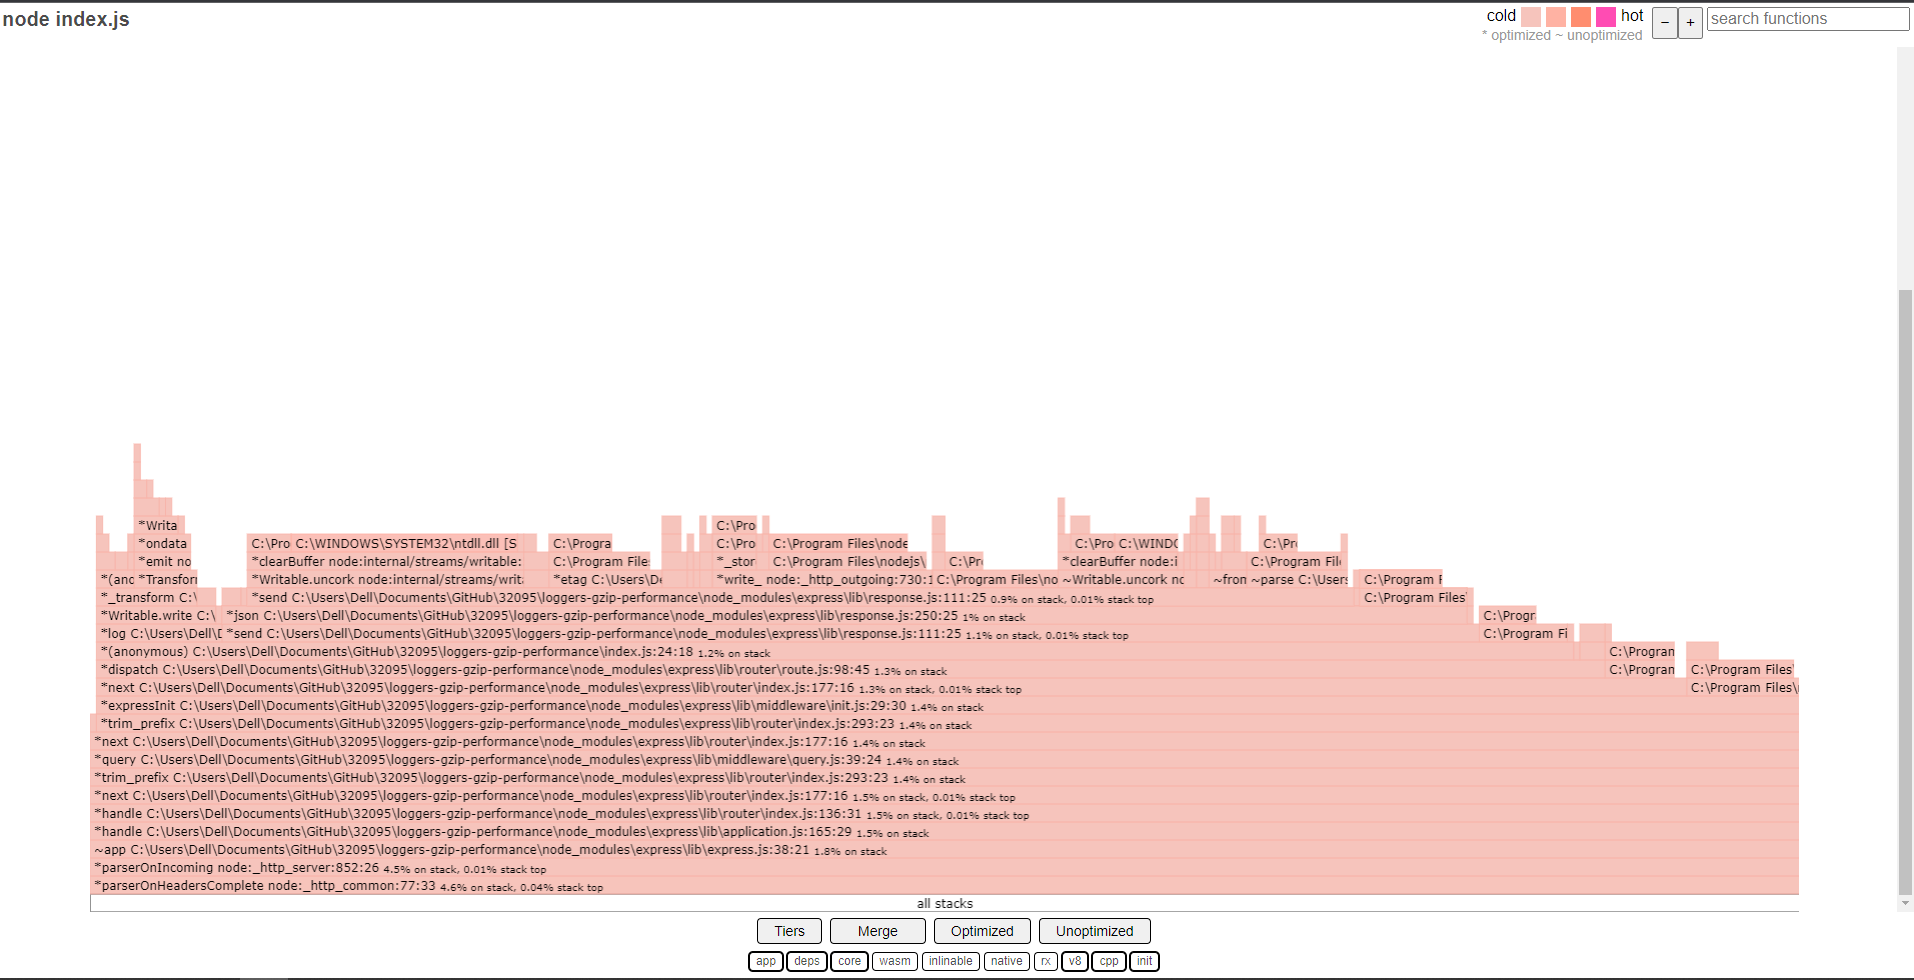 node index.js
cold hot
* optimized ~ unoptimized
− + search functions
*Writa C:\Pro
*ondata C:\Pro C:\WINDOWS\SYSTEM32\ntdll.dll [S C:\Progra C:\Pro C:\Program Files\node C:\Pro C:\WIND C:\Pr
*emit no *clearBuffer node:internal/streams/writable: C:\Program File *_stor C:\Program Files\nodejs\ C:\Pr *clearBuffer node:i C:\Program Fil
*(anc *Transfor *Writable.uncork node:internal/streams/writ *etag C:\Users\D *write_ node:_http_outgoing:730:1 C:\Program Files\no ~Writable.uncork no ~fron ~parse C:\Users C:\Program F
*_transform C:\ *send C:\Users\Dell\Documents\GitHub\32095\loggers-gzip-performance\node_modules\express\lib\response.js:111:25 0.9% on stack, 0.01% stack top C:\Program Files
*Writable.write C:\ *json C:\Users\Dell\Documents\GitHub\32095\loggers-gzip-performance\node_modules\express\lib\response.js:250:25 1% on stack C:\Progr
*log C:\Users\Dell\D *send C:\Users\Dell\Documents\GitHub\32095\loggers-gzip-performance\node_modules\express\lib\response.js:111:25 1.1% on stack, 0.01% stack top C:\Program Fi
*(anonymous) C:\Users\Dell\Documents\GitHub\32095\loggers-gzip-performance\index.js:24:18 1.2% on stack C:\Program
*dispatch C:\Users\Dell\Documents\GitHub\32095\loggers-gzip-performance\node_modules\express\lib\router\route.js:98:45 1.3% on stack C:\Program C:\Program Files
*next C:\Users\Dell\Documents\GitHub\32095\loggers-gzip-performance\node_modules\express\lib\router\index.js:177:16 1.3% on stack, 0.01% stack top C:\Program Files\
*expressInit C:\Users\Dell\Documents\GitHub\32095\loggers-gzip-performance\node_modules\express\lib\middleware\init.js:29:30 1.4% on stack
*trim_prefix C:\Users\Dell\Documents\GitHub\32095\loggers-gzip-performance\node_modules\express\lib\router\index.js:293:23 1.4% on stack
*next C:\Users\Dell\Documents\GitHub\32095\loggers-gzip-performance\node_modules\express\lib\router\index.js:177:16 1.4% on stack
*query C:\Users\Dell\Documents\GitHub\32095\loggers-gzip-performance\node_modules\express\lib\middleware\query.js:39:24 1.4% on stack
*trim_prefix C:\Users\Dell\Documents\GitHub\32095\loggers-gzip-performance\node_modules\express\lib\router\index.js:293:23 1.4% on stack
*next C:\Users\Dell\Documents\GitHub\32095\loggers-gzip-performance\node_modules\express\lib\router\index.js:177:16 1.5% on stack, 0.01% stack top
*handle C:\Users\Dell\Documents\GitHub\32095\loggers-gzip-performance\node_modules\express\lib\router\index.js:136:31 1.5% on stack, 0.01% stack top
*handle C:\Users\Dell\Documents\GitHub\32095\loggers-gzip-performance\node_modules\express\lib\application.js:165:29 1.5% on stack
~app C:\Users\Dell\Documents\GitHub\32095\loggers-gzip-performance\node_modules\express\lib\express.js:38:21 1.8% on stack
*parserOnIncoming node:_http_server:852:26 4.5% on stack, 0.01% stack top
*parserOnHeadersComplete node:_http_common:77:33 4.6% on stack, 0.04% stack top
all stacks
Tiers Merge Optimized Unoptimized
app deps core wasm inlinable native rx v8 cpp init